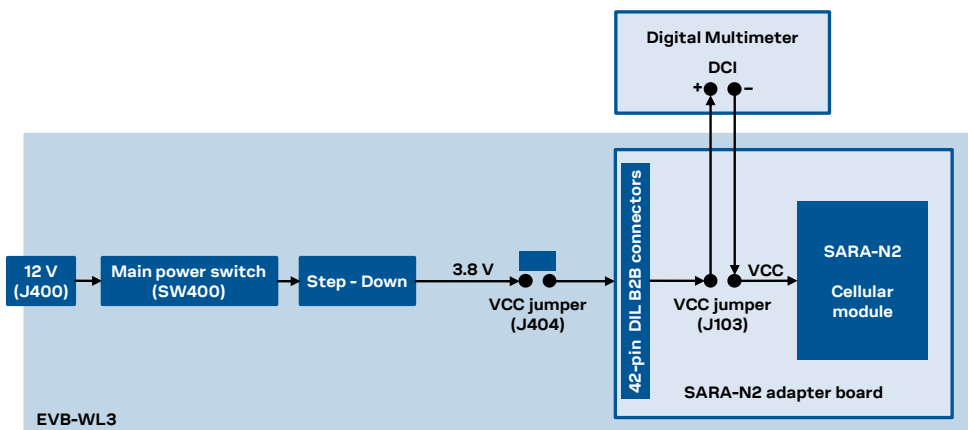 Digital Multimeter
DCI
+ –
42-pin DIL B2B connectors
12 V
(J400)
Main power switch
(SW400)
Step - Down
3.8 V
VCC jumper
(J404)
VCC jumper
(J103)
VCC
SARA-N2
Cellular
module
SARA-N2 adapter board
EVB-WL3